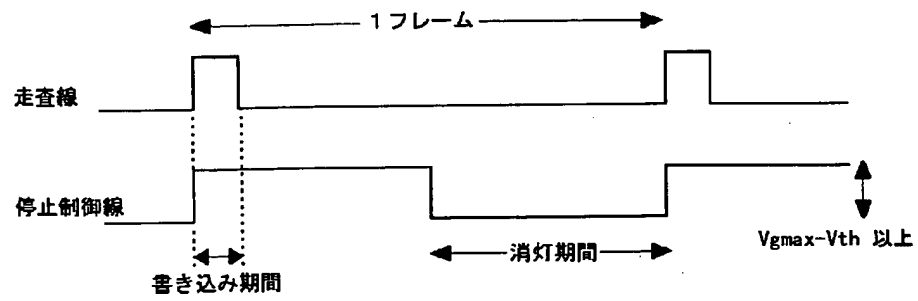 1フレーム
走査線
停止制御線
消灯期間
Vgmax-Vth 以上
書き込み期間